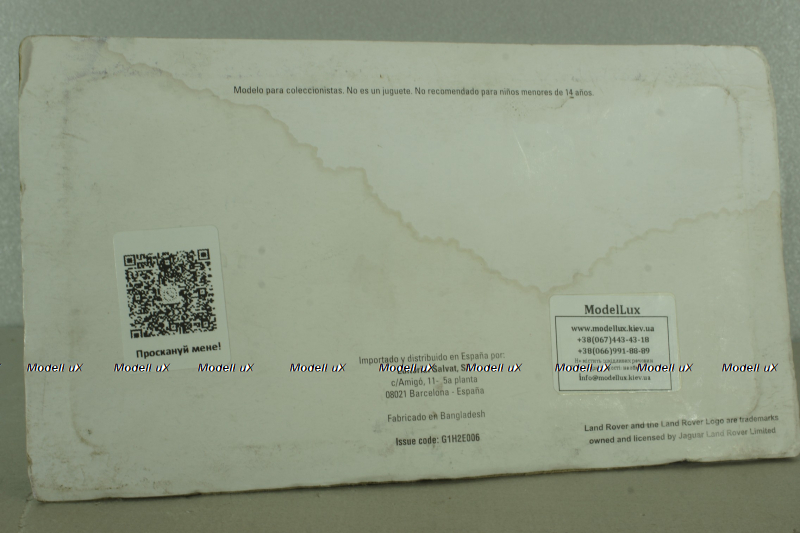 Modelo para coleccionistas. No es un juguete. No recomendado para niños menores de 14 años.
Проскануй мене!
ModelLux
www.modellux.kiev.ua
+38(067)443-43-18
+38(066)991-88-89
Info@modellux.kiev.ua
Importado y distribuido en España por:
Salvat,
c/Amigó, 11- 5a planta
08021 Barcelona - España
Fabricado en Bangladesh
Issue code: G1H2E006
Land Rover and the Land Rover Logo are trademarks
owned and licensed by Jaguar Land Rover Limited
Modell uX Modell uX Modell uX Modell uX Modell uX Modell uX Modell uX Modell uX Modell uX